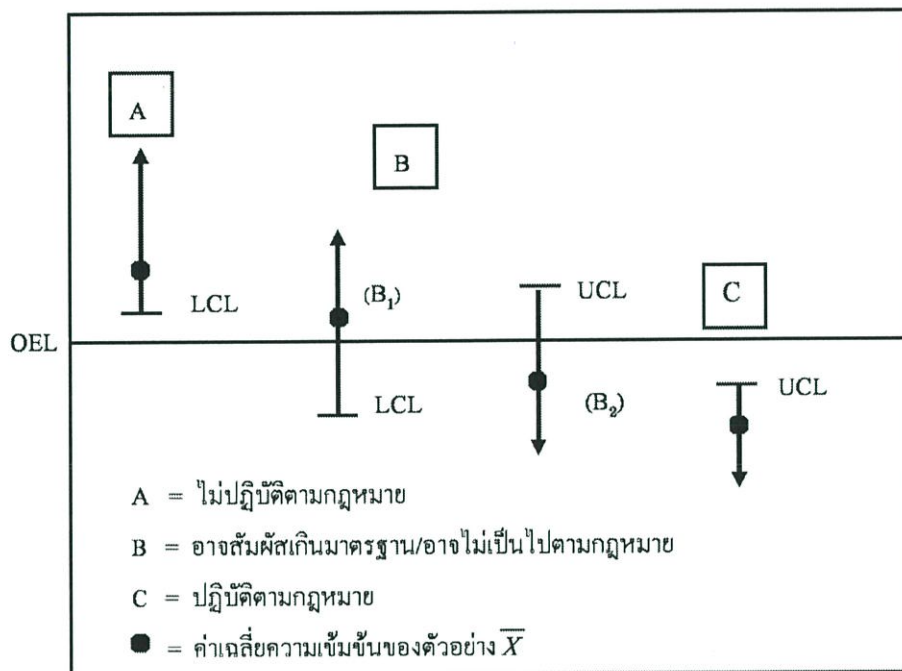 A
B
(B₁)
LCL
UCL
C
OEL
UCL
LCL
(B₂)
A = ไม่ปฏิบัติตามกฎหมาย
B = อาจสัมผัสเกินมาตรฐาน/อาจไม่เป็นไปตามกฎหมาย
C = ปฏิบัติตามกฎหมาย
● = ค่าเฉลี่ยความเข้มข้นของตัวอย่าง X̅